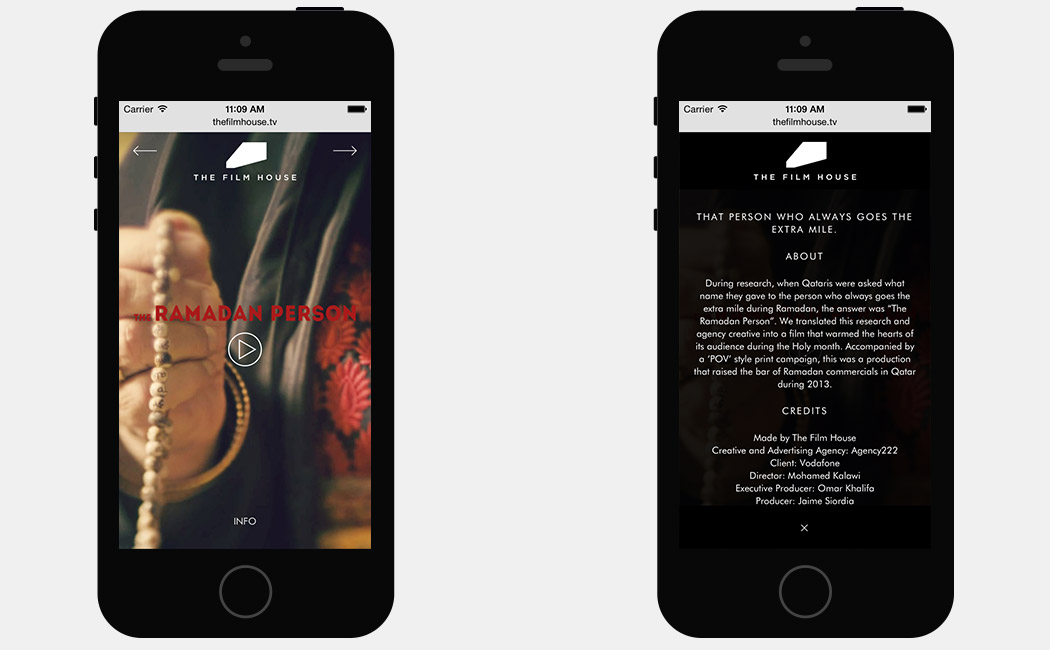 Carrier 11:09 AM
thefilmhouse.tv
THE FILM HOUSE
THE RAMADAN PERSON
INFO
Carrier 11:09 AM
thefilmhouse.tv
THE FILM HOUSE
THAT PERSON WHO ALWAYS GOES THE
EXTRA MILE.
ABOUT
During research, when Qataris were asked what
name they gave to the person who always goes the
extra mile during Ramadan, the answer was “The
Ramadan Person”. We translated this research and
agency creative into a film that warmed the hearts of
its audience during the Holy month. Accompanied by
a ‘POV’ style print campaign, this was a production
that raised the bar of Ramadan commercials in Qatar
during 2013.
CREDITS
Made by The Film House
Creative and Advertising Agency: Agency222
Client: Vodafone
Director: Mohamed Kalawi
Executive Producer: Omar Khalifa
Producer: Jaime Siordia